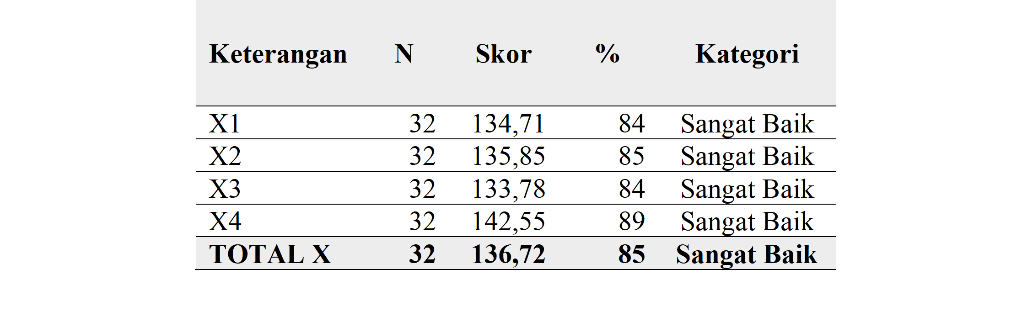 Keterangan N Skor % Kategori
X1 32 134,71 84 Sangat Baik
X2 32 135,85 85 Sangat Baik
X3 32 133,78 84 Sangat Baik
X4 32 142,55 89 Sangat Baik
TOTAL X 32 136,72 85 Sangat Baik